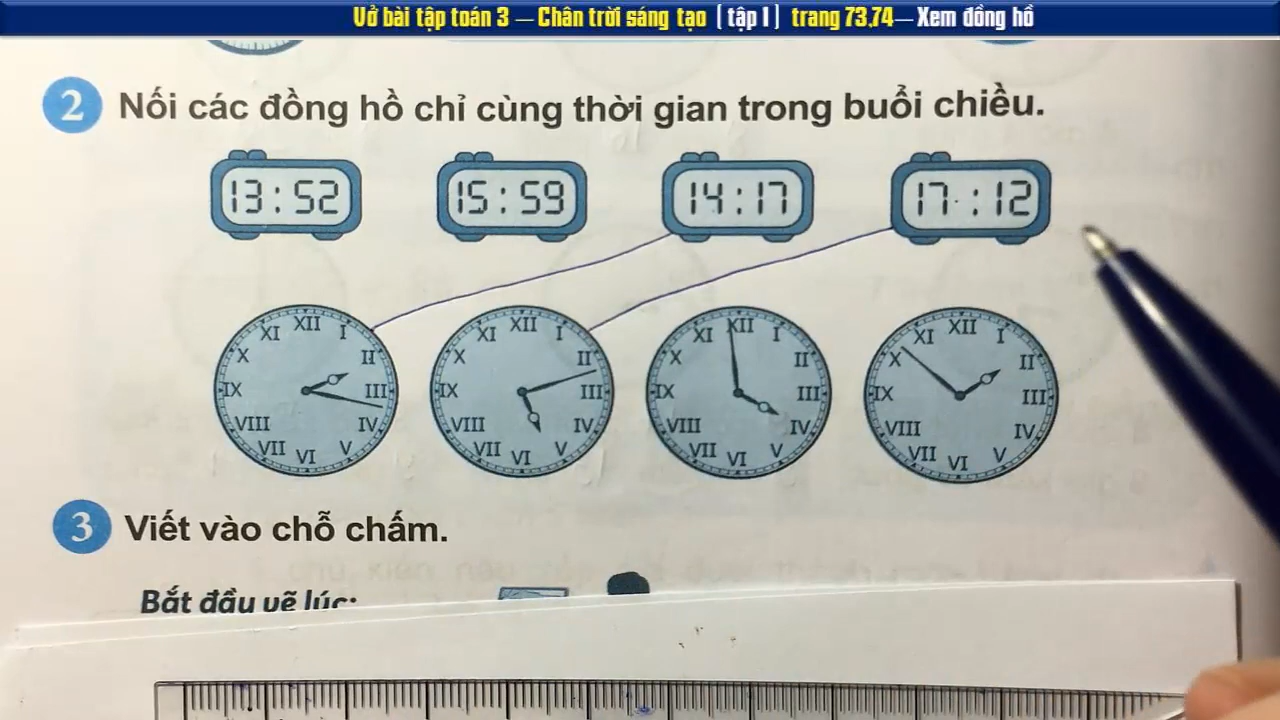 Vở bài tập toán 3 – Chân trời sáng tạo (tập 1) trang 73,74– Xem đồng hồ
2 Nối các đồng hồ chỉ cùng thời gian trong buổi chiều.
13:52 15:59 14:17 17:12
XII I II III IV V VI VII VIII IX X XI
XII I II III IV V VI VII VIII IX X XI
XII I II III IV V VI VII VIII IX X XI
XII I II III IV V VI VII VIII IX X XI
3 Viết vào chỗ chấm.
Bắt đầu vẽ lúc: